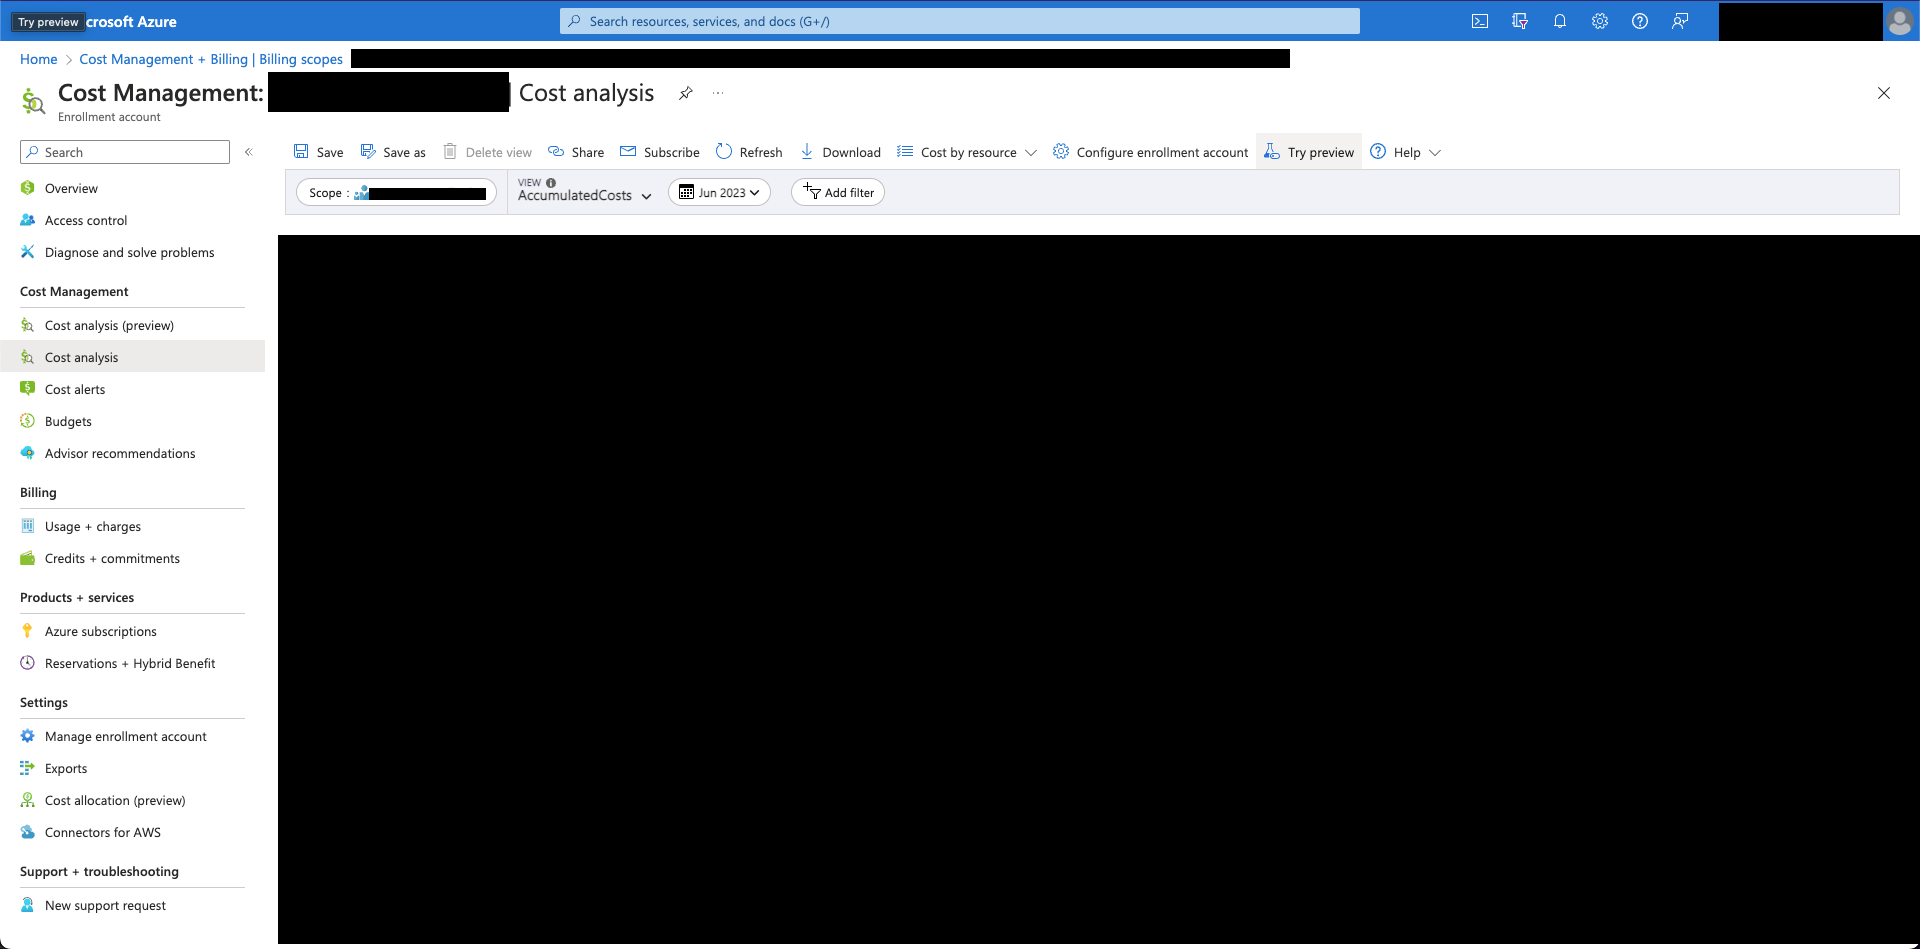 Try preview crosoft Azure
Search resources, services, and docs (G+/)
Home > Cost Management + Billing | Billing scopes
Cost Management: | Cost analysis
Enrollment account
Search
Save Save as Delete view Share Subscribe Refresh Download Cost by resource Configure enrollment account Try preview Help
Scope : VIEW AccumulatedCosts Jun 2023 Add filter
Overview
Access control
Diagnose and solve problems
Cost Management
Cost analysis (preview)
Cost analysis
Cost alerts
Budgets
Advisor recommendations
Billing
Usage + charges
Credits + commitments
Products + services
Azure subscriptions
Reservations + Hybrid Benefit
Settings
Manage enrollment account
Exports
Cost allocation (preview)
Connectors for AWS
Support + troubleshooting
New support request